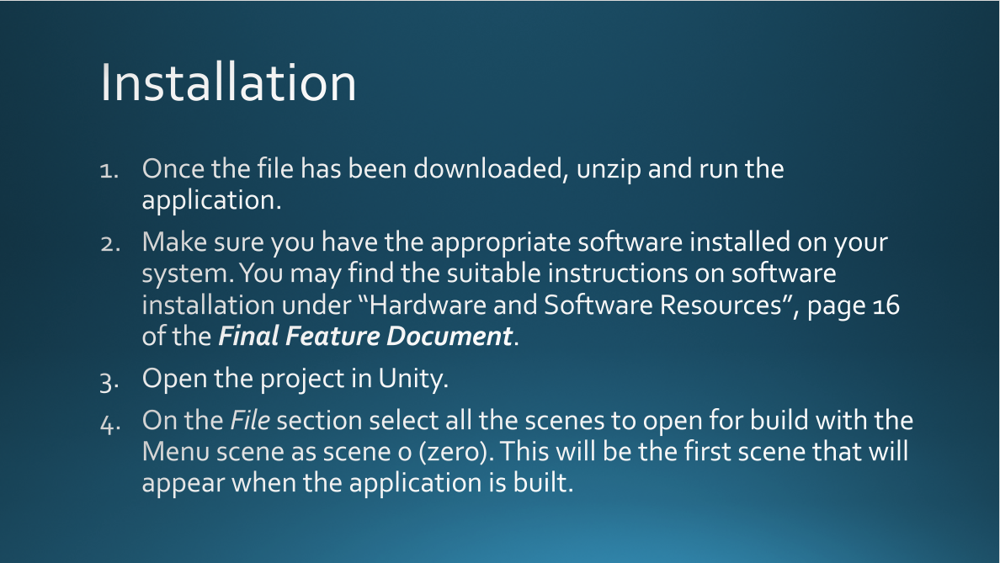 Installation
1. Once the file has been downloaded, unzip and run the
application.
2. Make sure you have the appropriate software installed on your
system. You may find the suitable instructions on software
installation under “Hardware and Software Resources”, page 16
of the Final Feature Document.
3. Open the project in Unity.
4. On the File section select all the scenes to open for build with the
Menu scene as scene 0 (zero). This will be the first scene that will
appear when the application is built.